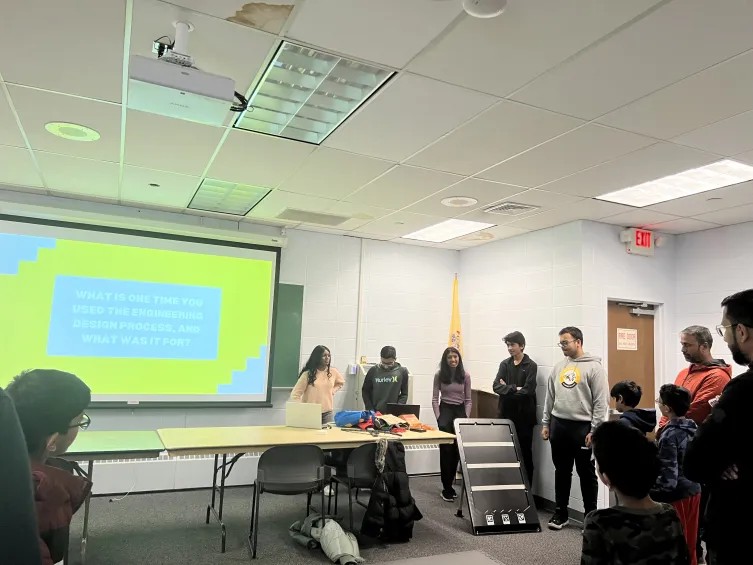 WHAT IS ONE TIME YOU
USED THE ENGINEERING
DESIGN PROCESS, AND
WHAT WAS IT FOR?
EXIT
Hurley